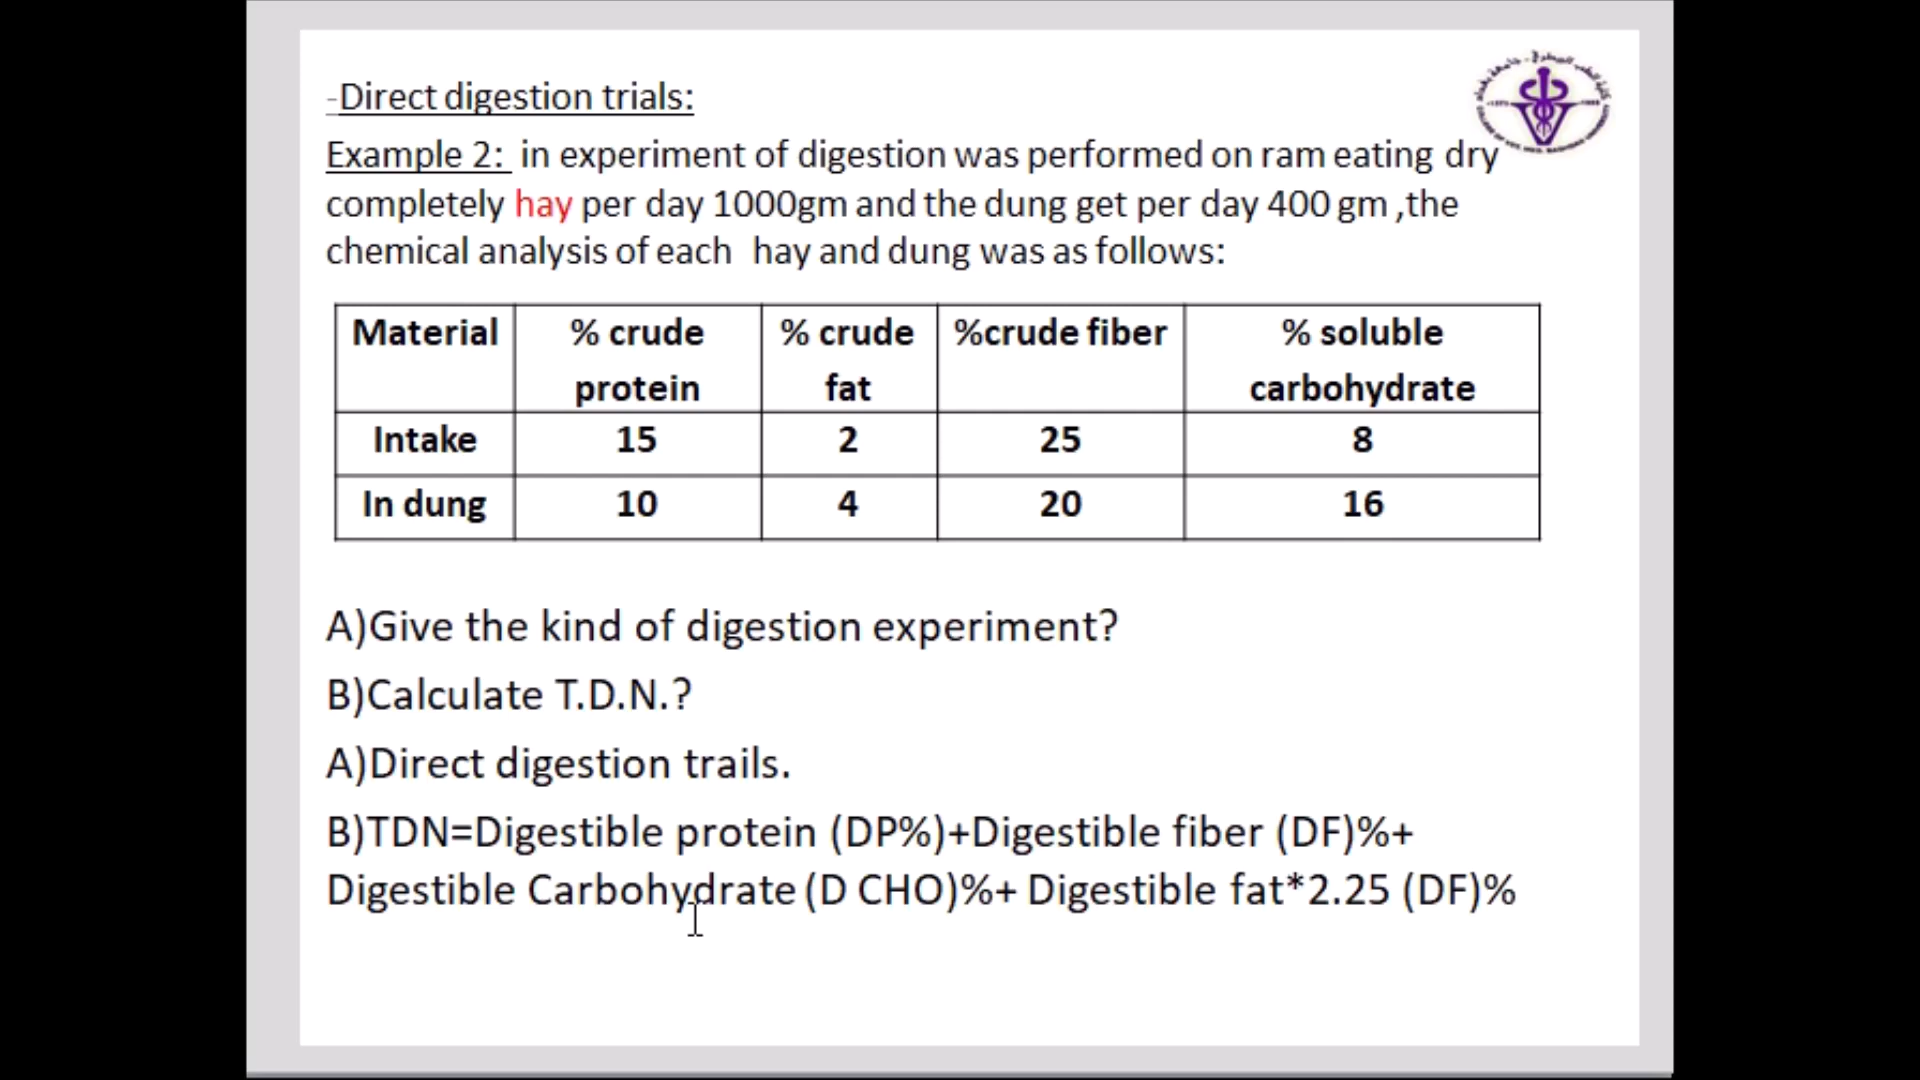 -Direct digestion trials:
Example 2: in experiment of digestion was performed on ram eating dry
completely hay per day 1000gm and the dung get per day 400 gm ,the
chemical analysis of each hay and dung was as follows:
Material % crude protein % crude fat %crude fiber % soluble carbohydrate
Intake 15 2 25 8
In dung 10 4 20 16
A)Give the kind of digestion experiment?
B)Calculate T.D.N.?
A)Direct digestion trails.
B)TDN=Digestible protein (DP%)+Digestible fiber (DF)%+
Digestible Carbohydrate (D CHO)%+ Digestible fat*2.25 (DF)%